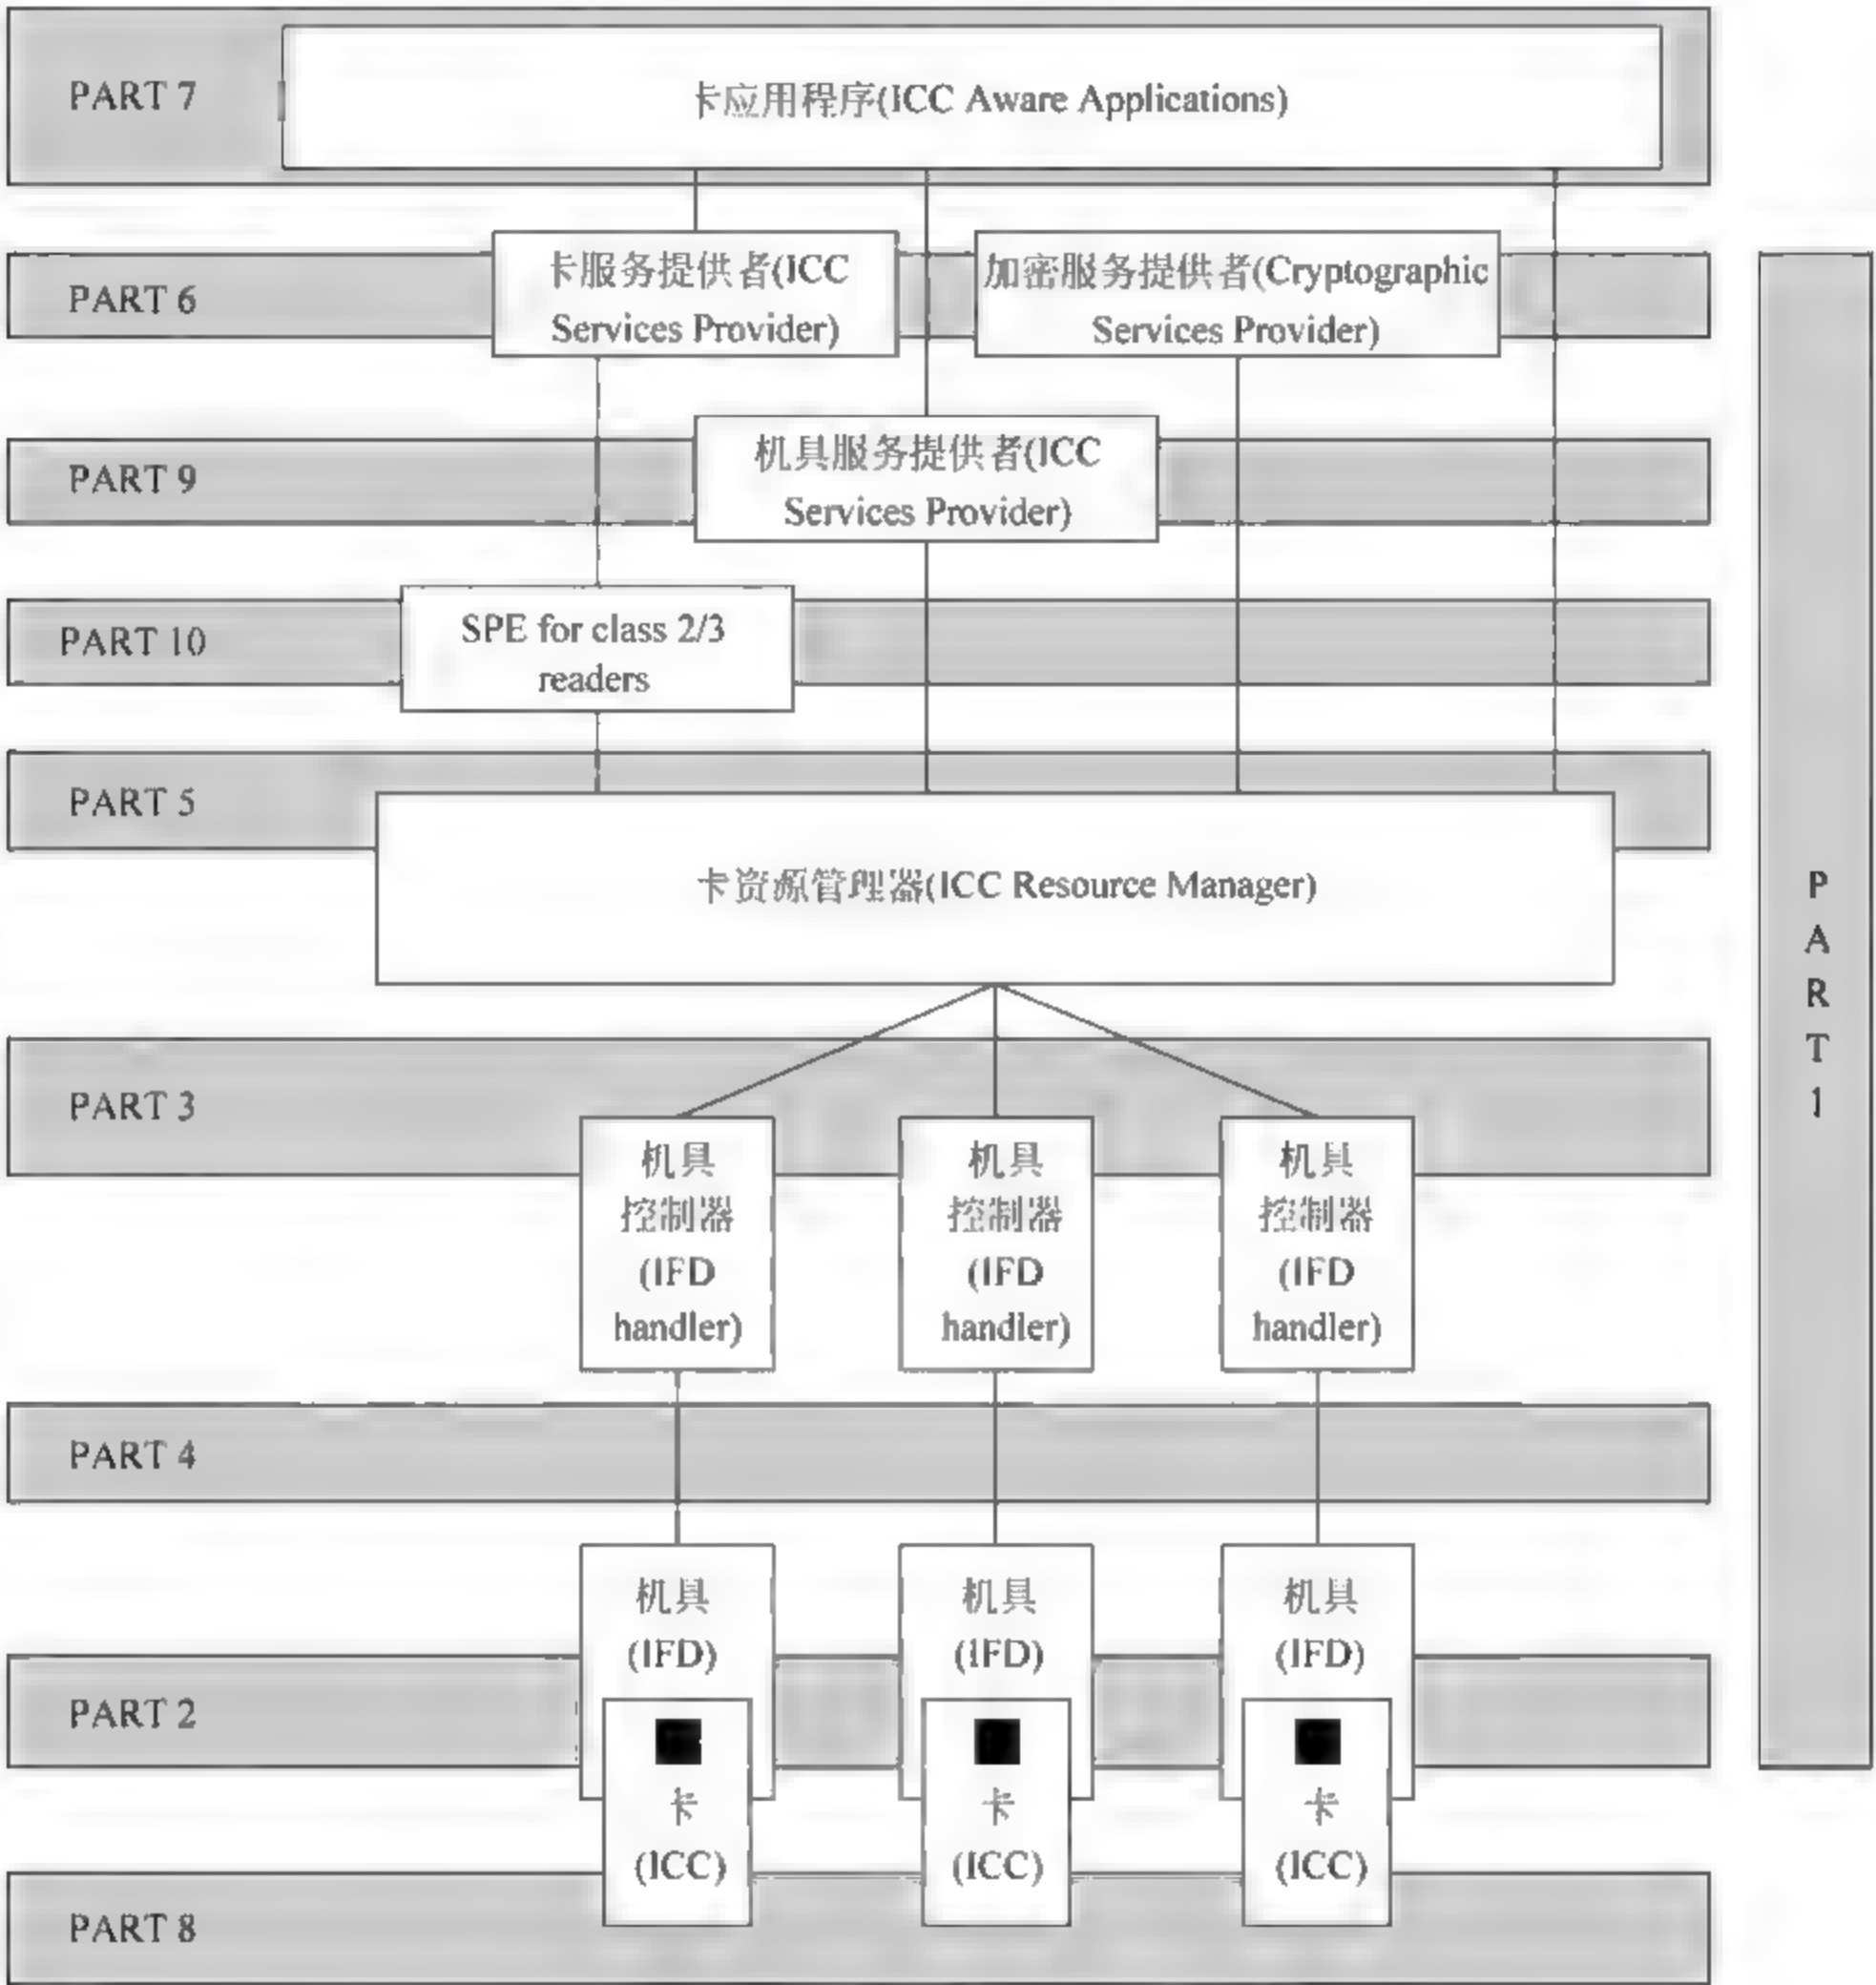 PART 7
卡应用程序(ICC Aware Applications)
PART 6
卡服务提供者(ICC
Services Provider)
加密服务提供者(Cryptographic
Services Provider)
PART 9
机具服务提供者(ICC
Services Provider)
PART 10
SPE for class 2/3
readers
PART 5
卡资源管理器(ICC Resource Manager)
PART 3
机具
控制器
(IFD
handler)
机具
控制器
(IFD
handler)
机具
控制器
(IFD
handler)
PART 4
机具
(IFD)
机具
(IFD)
机具
(IFD)
PART 2
卡
(ICC)
卡
(ICC)
卡
(ICC)
PART 8
P
A
R
T
1